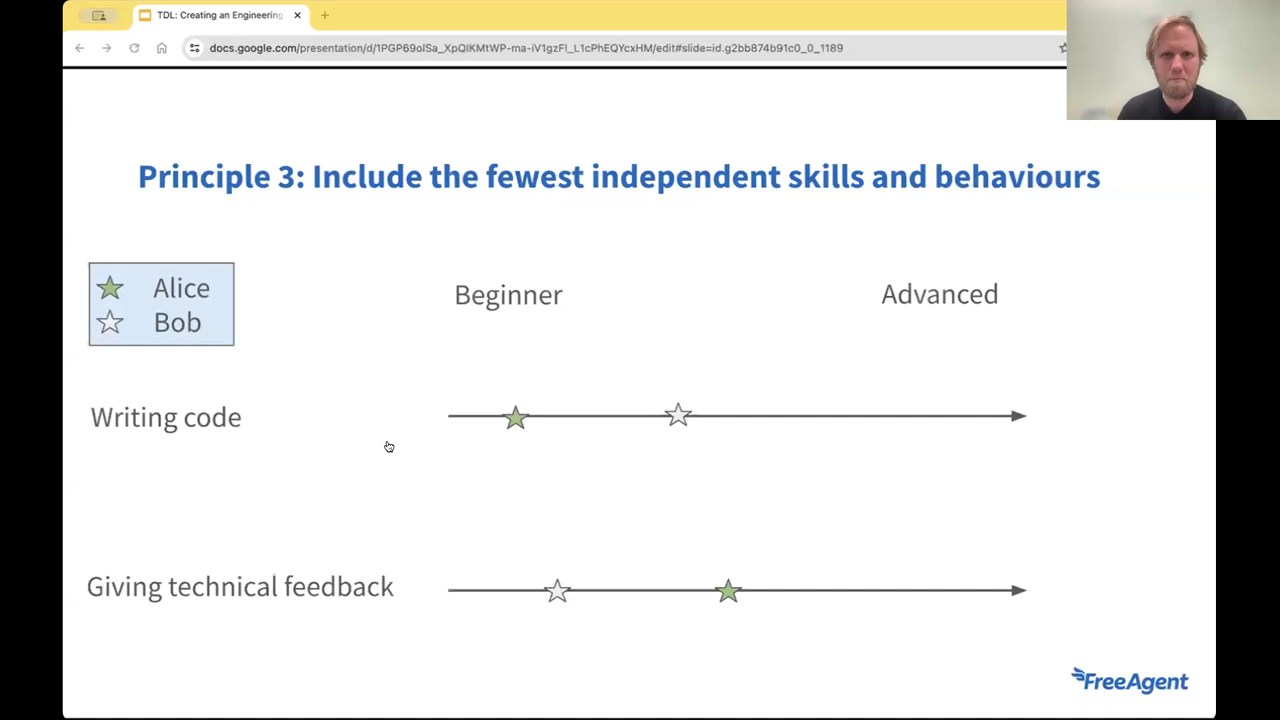 TDL: Creating an Engineering
docs.google.com/presentation/d/1PGP69olSa_XpQlKMtWP-ma-iV1gzFl_L1cPhEQYcxHM/edit#slide=id.g2bb874b91c0_0_1189
Principle 3: Include the fewest independent skills and behaviours
Alice
Bob
Beginner
Advanced
Writing code
Giving technical feedback
FreeAgent